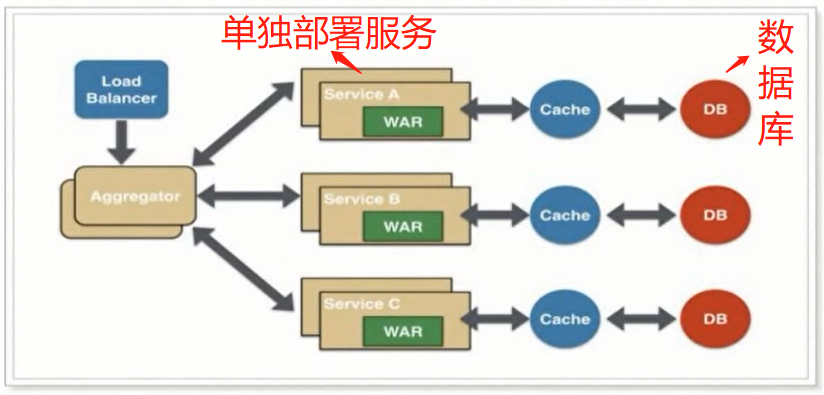 单独部署服务
数据库
Load
Balancer
Service A
WAR
Cache
DB
Aggregator
Service B
WAR
Cache
DB
Service C
WAR
Cache
DB